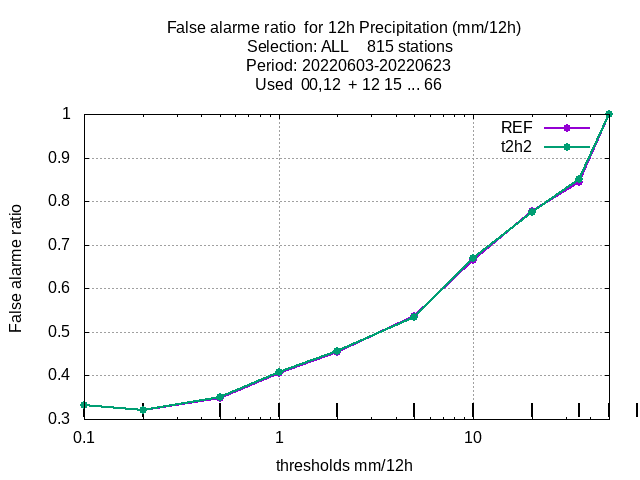 False alarme ratio  for 12h Precipitation (mm/12h)
Selection: ALL    815 stations
Period: 20220603-20220623
Used  00,12  + 12 15 ... 66
REF
t2h2
1
0.9
0.8
0.7
0.6
0.5
0.4
0.3
False alarme ratio
0.1 1 10
thresholds mm/12h